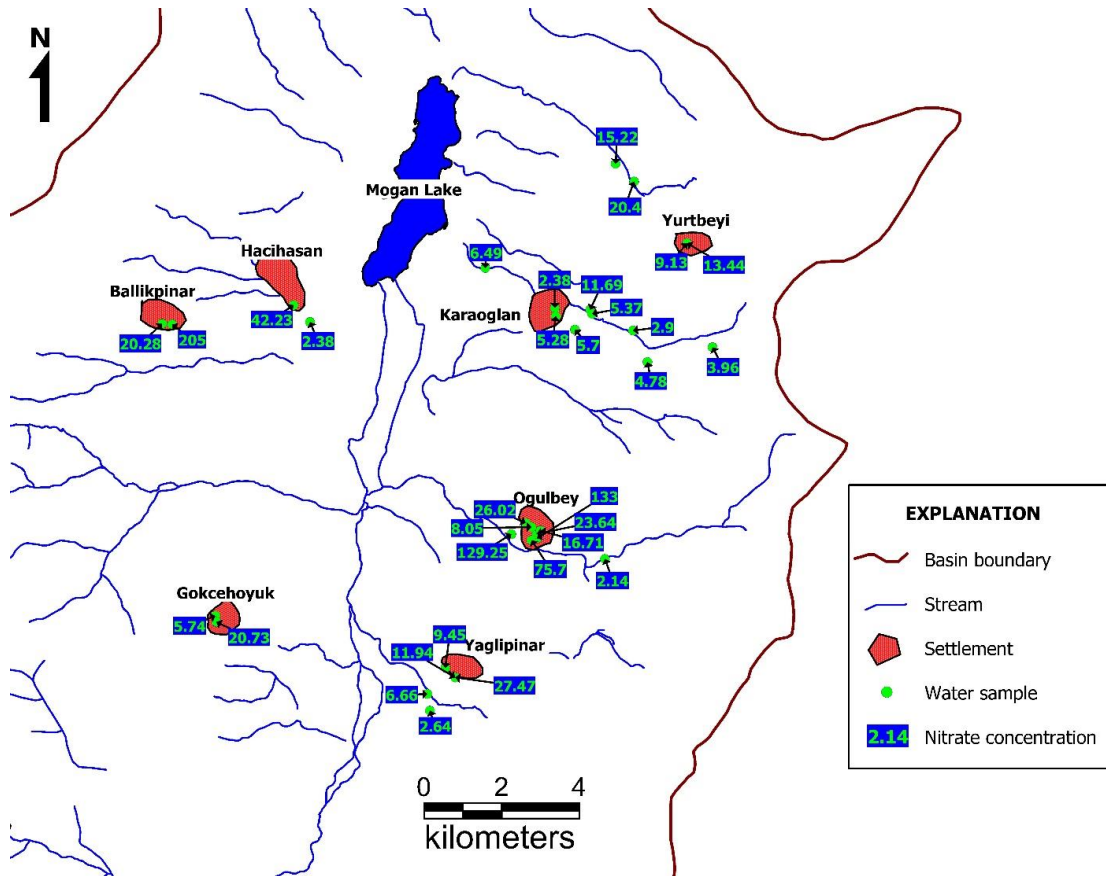 N
15.22
Mogan Lake
20.4
Yurtbeyi
Hacihasan
6.49
9.13
13.44
Ballikpinar
2.38
11.69
42.23
Karaoglan
5.37
20.28
205
2.38
5.28
5.7
2.9
4.78
3.96
Ogulbey
133
26.02
8.05
23.64
129.25
16.71
75.7
2.14
Gokcehoyuk
5.74
20.73
9.45
Yaglipinar
11.94
27.47
6.66
2.64
0 2 4
kilometers
EXPLANATION
Basin boundary
Stream
Settlement
Water sample
2.14 Nitrate concentration